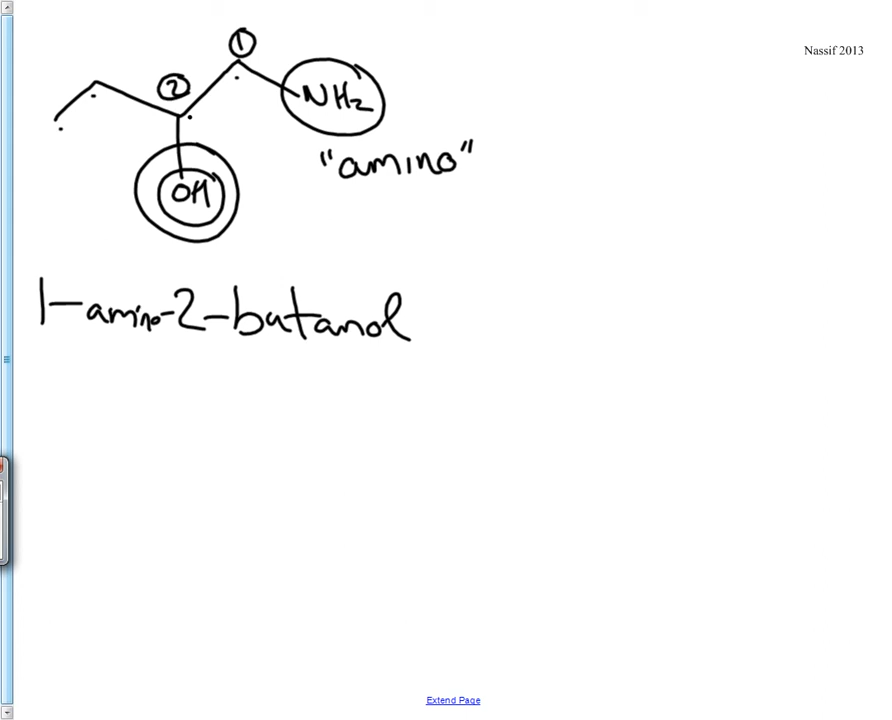 Nassif 2013
①
②
NH2
OH
"amino"
1-amino-2-butanol
Extend Page